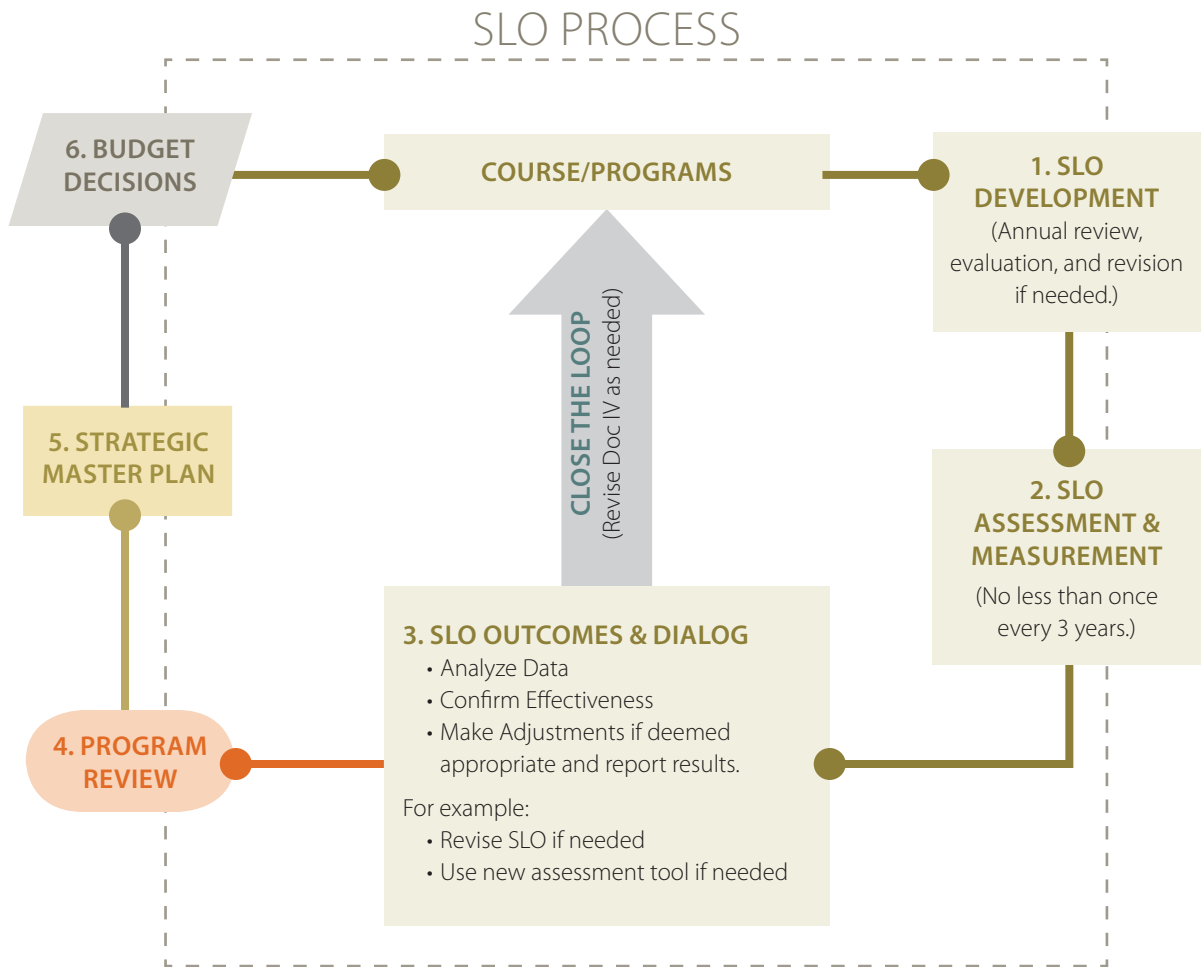 SLO PROCESS
6. BUDGET
DECISIONS
COURSE/PROGRAMS
1. SLO
DEVELOPMENT
(Annual review,
evaluation, and revision
if needed.)
CLOSE THE LOOP
(Revise Doc IV as needed)
5. STRATEGIC
MASTER PLAN
2. SLO
ASSESSMENT &
MEASUREMENT
(No less than once
every 3 years.)
3. SLO OUTCOMES & DIALOG
• Analyze Data
• Confirm Effectiveness
• Make Adjustments if deemed
appropriate and report results.
For example:
• Revise SLO if needed
• Use new assessment tool if needed
4. PROGRAM
REVIEW